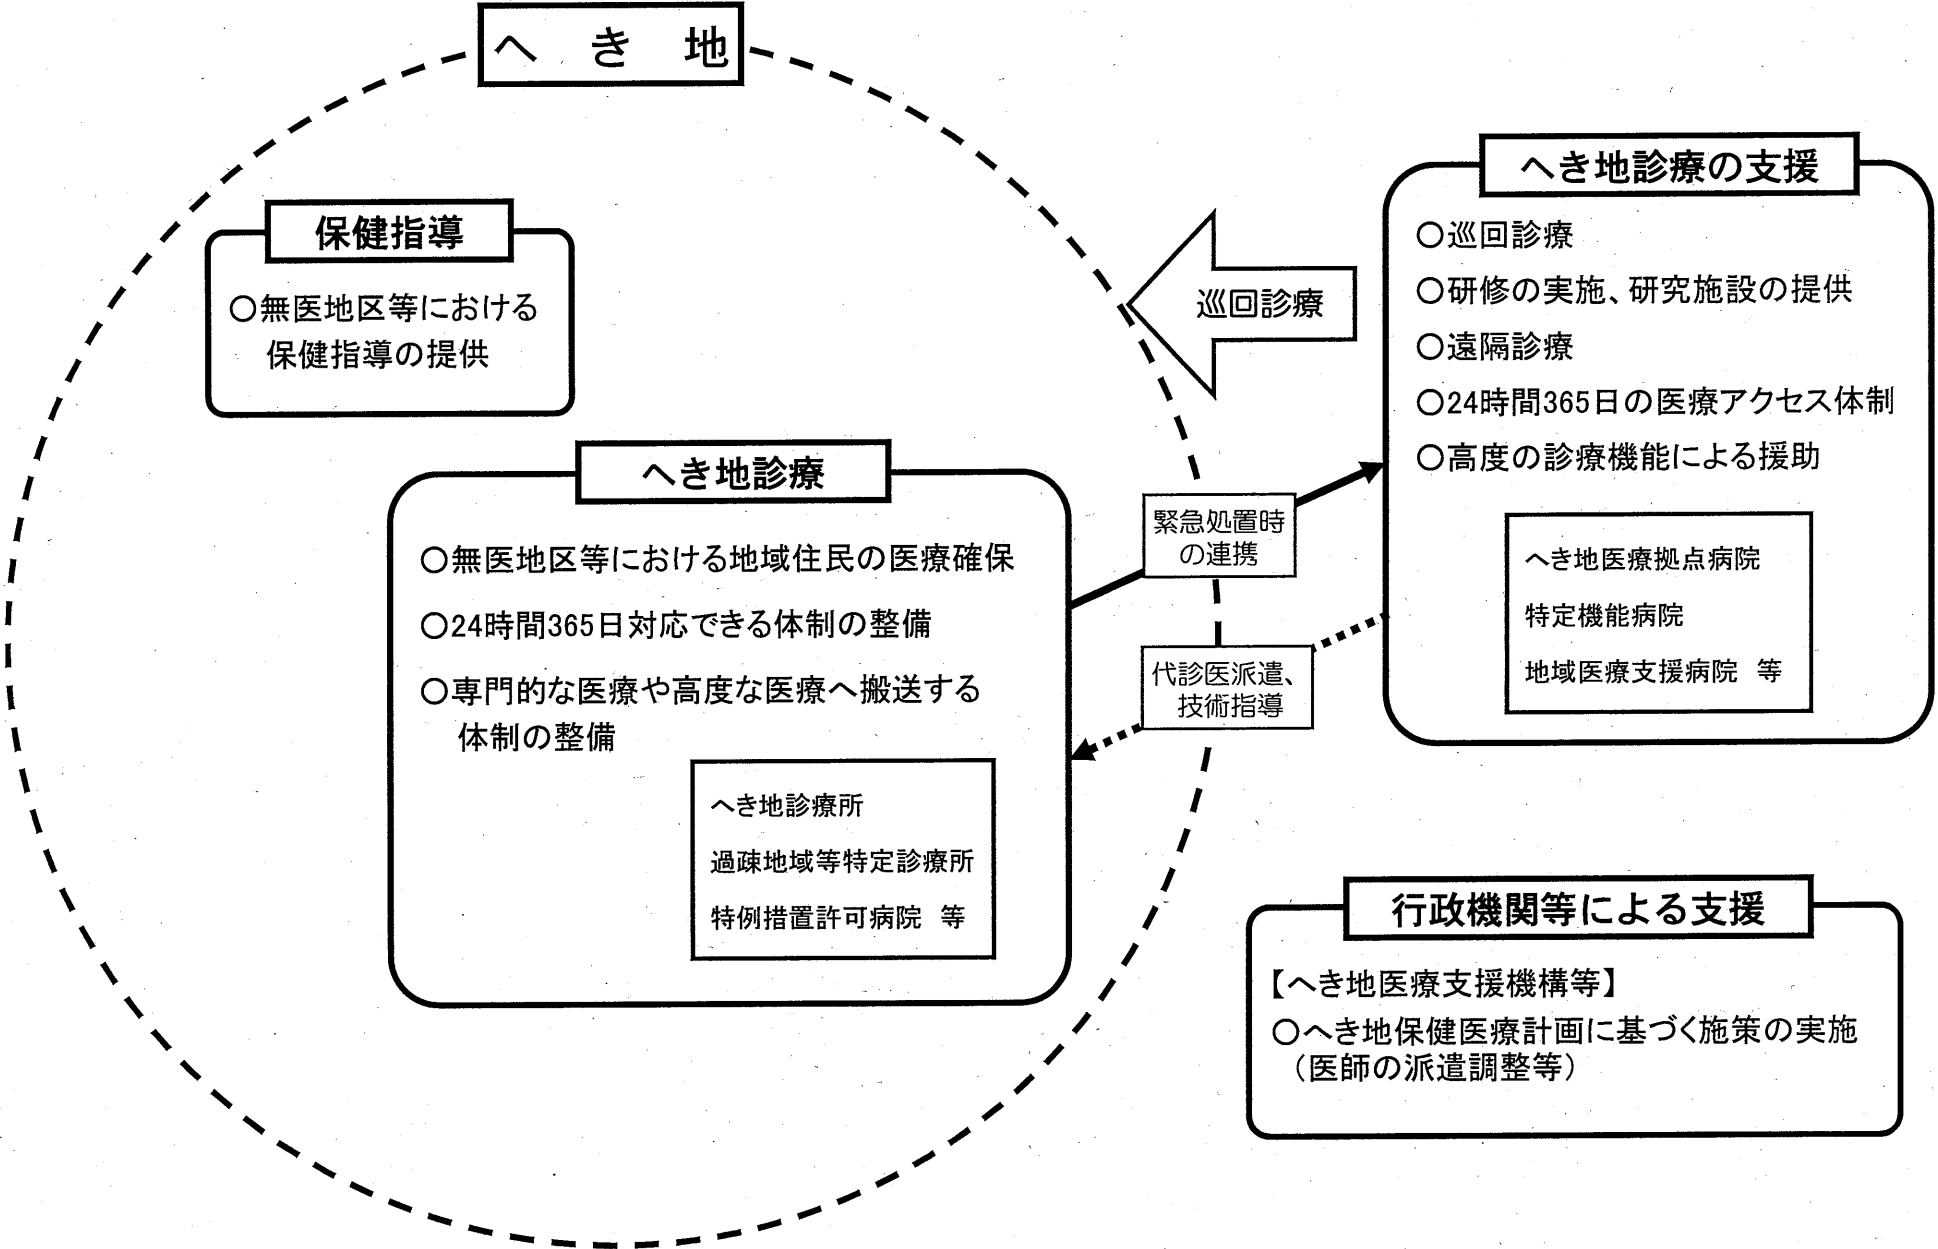 へき地
保健指導
○無医地区等における
保健指導の提供
へき地診療
○無医地区等における地域住民の医療確保
○24時間365日対応できる体制の整備
○専門的な医療や高度な医療へ搬送する
体制の整備
へき地診療所
過疎地域等特定診療所
特例措置許可病院 等
巡回診療
緊急処置時
の連携
代診医派遣、
技術指導
へき地診療の支援
○巡回診療
○研修の実施、研究施設の提供
○遠隔診療
○24時間365日の医療アクセス体制
○高度の診療機能による援助
へき地医療拠点病院
特定機能病院
地域医療支援病院 等
行政機関等による支援
【へき地医療支援機構等】
○へき地保健医療計画に基づく施策の実施
（医師の派遣調整等）